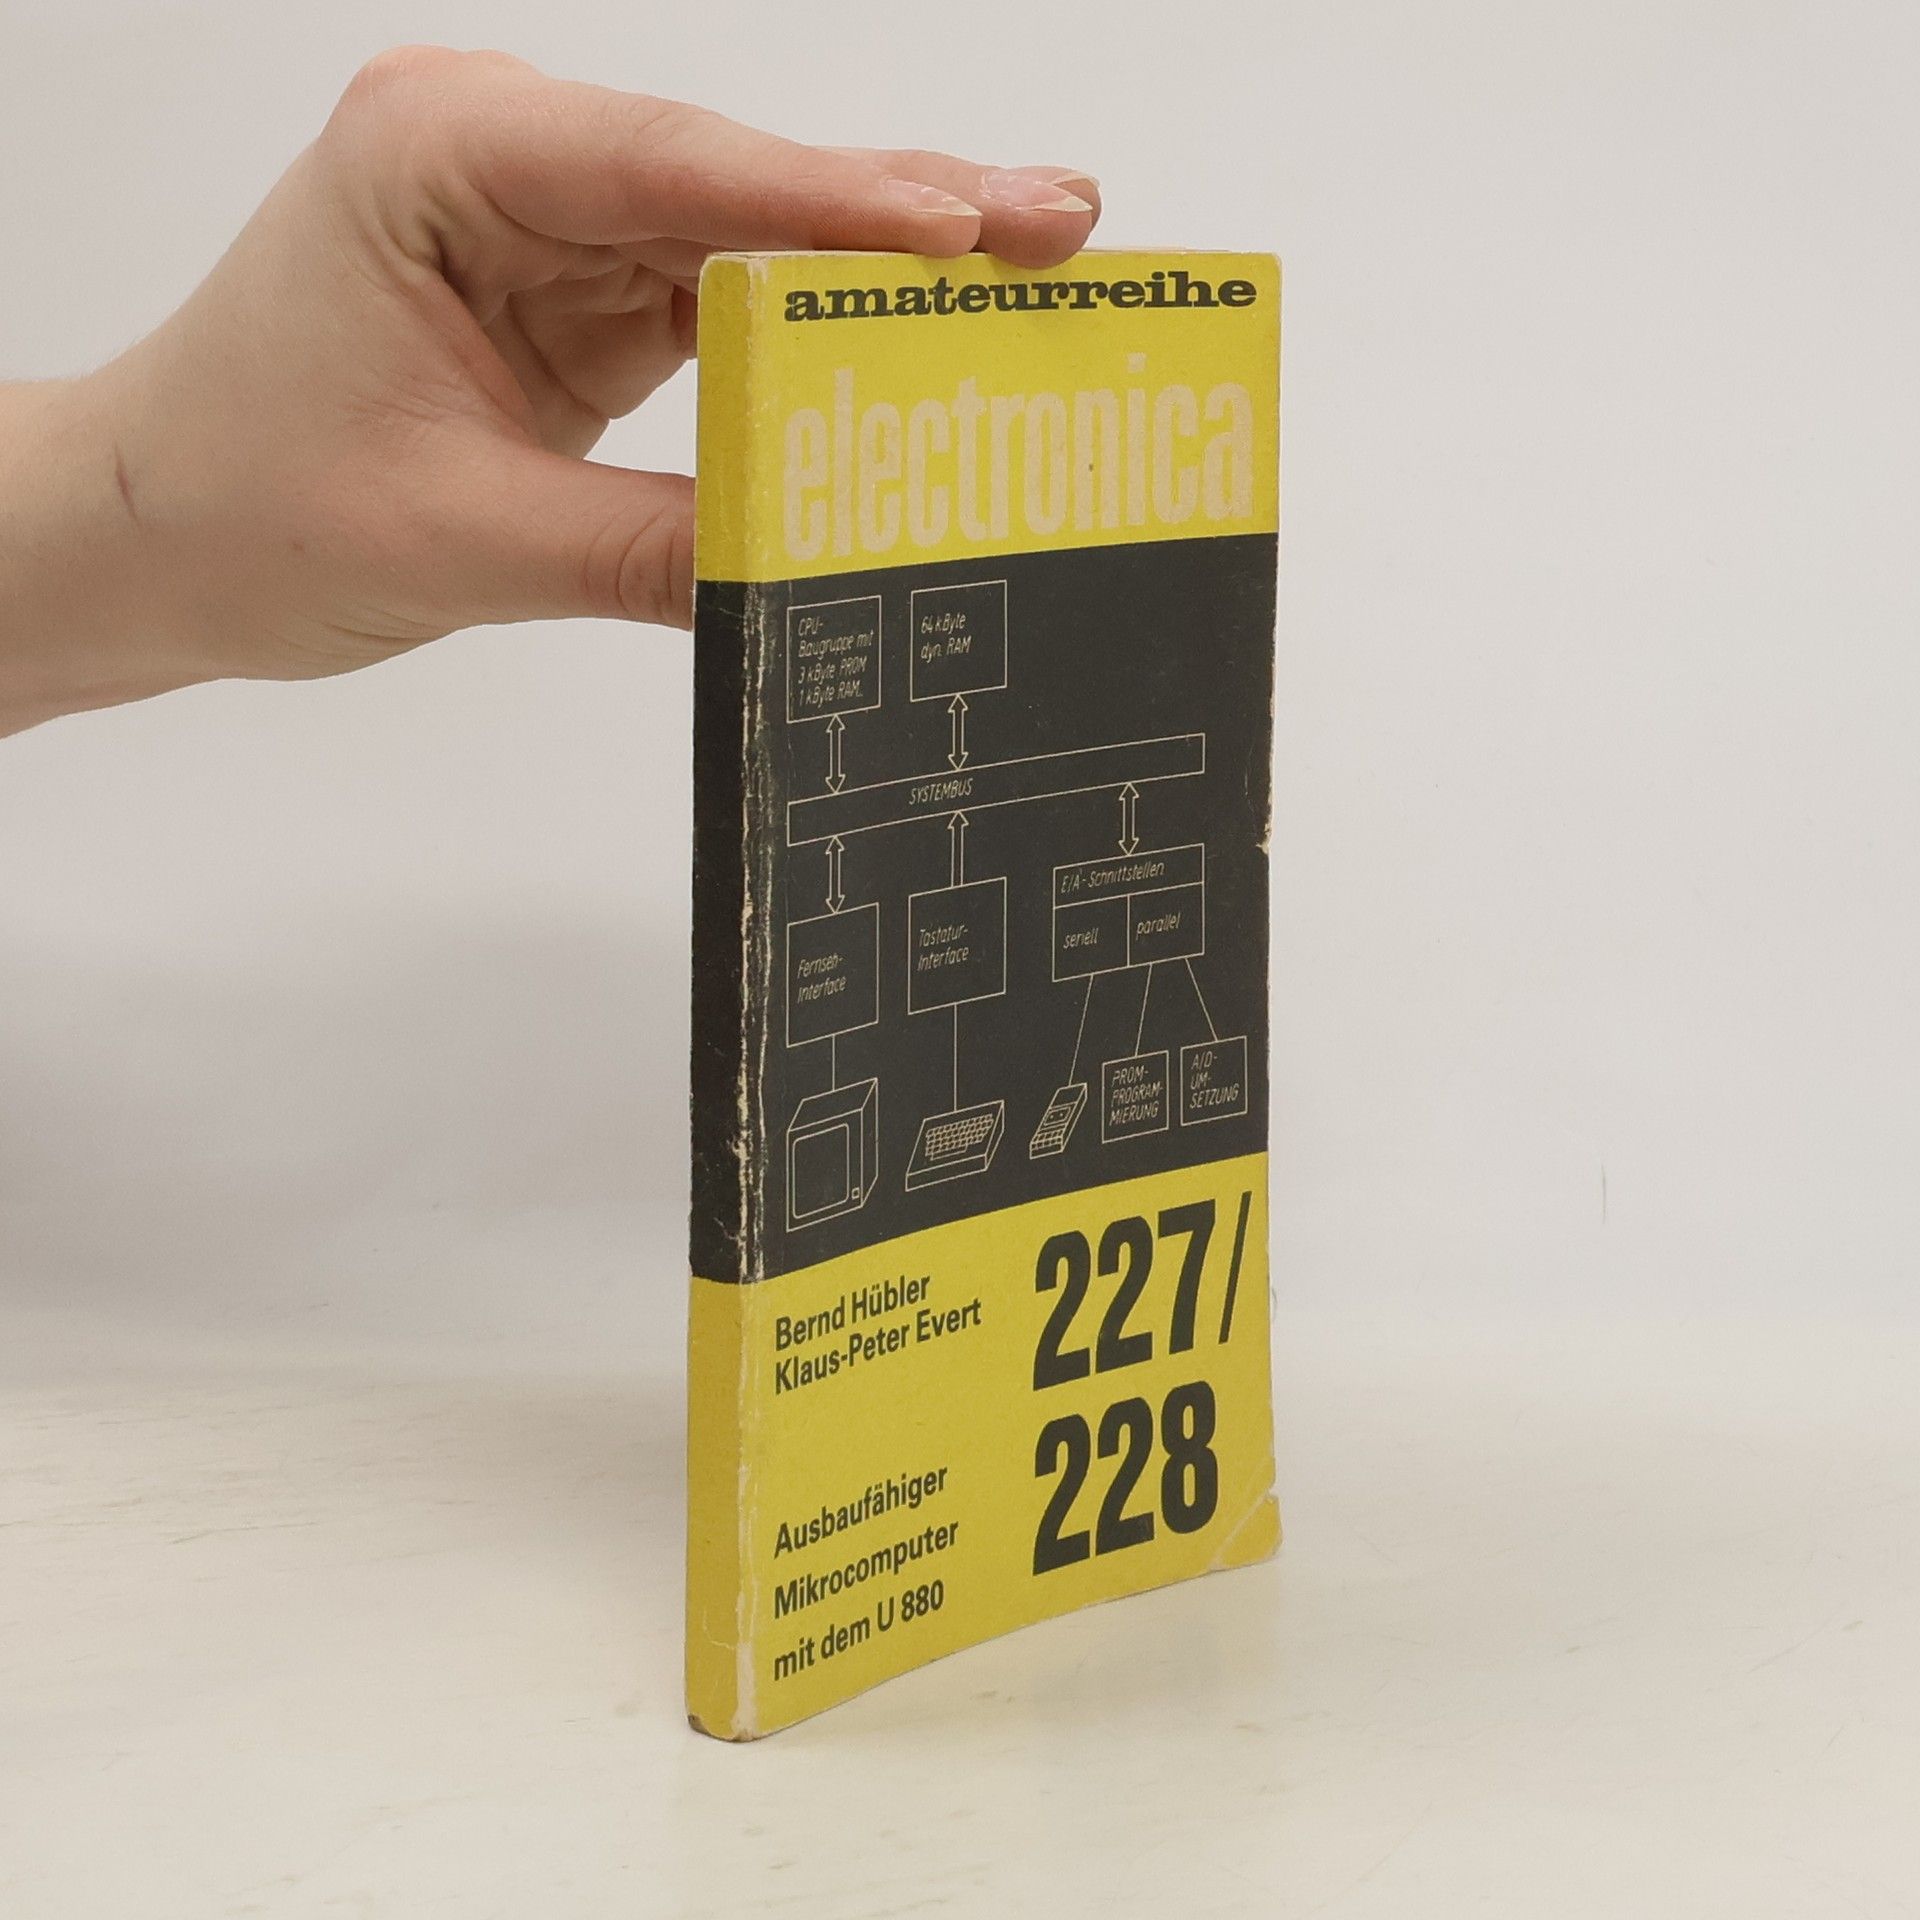 amateurreihe
electronica
CPU-
Baugruppe mit
3 kByte PROM
1 kByte RAM...
64 kByte
dyn. RAM
SYSTEMBUS
E/A-Schnittstellen
seriell
parallel
Fernseh-
Interface
Tastatur-
Interface
PROM-
PROGRAM-
MIERUNG
A/D-
UM-
SETZUNG
Bernd Hübler
Klaus-Peter Evert
227/
228
Ausbaufähiger
Mikrocomputer
mit dem U 880